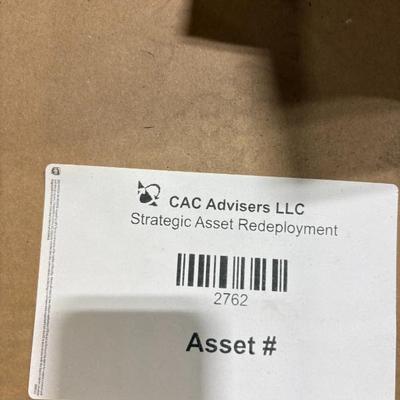 CAC Advisers LLC
Strategic Asset Redeployment
2762
Asset #